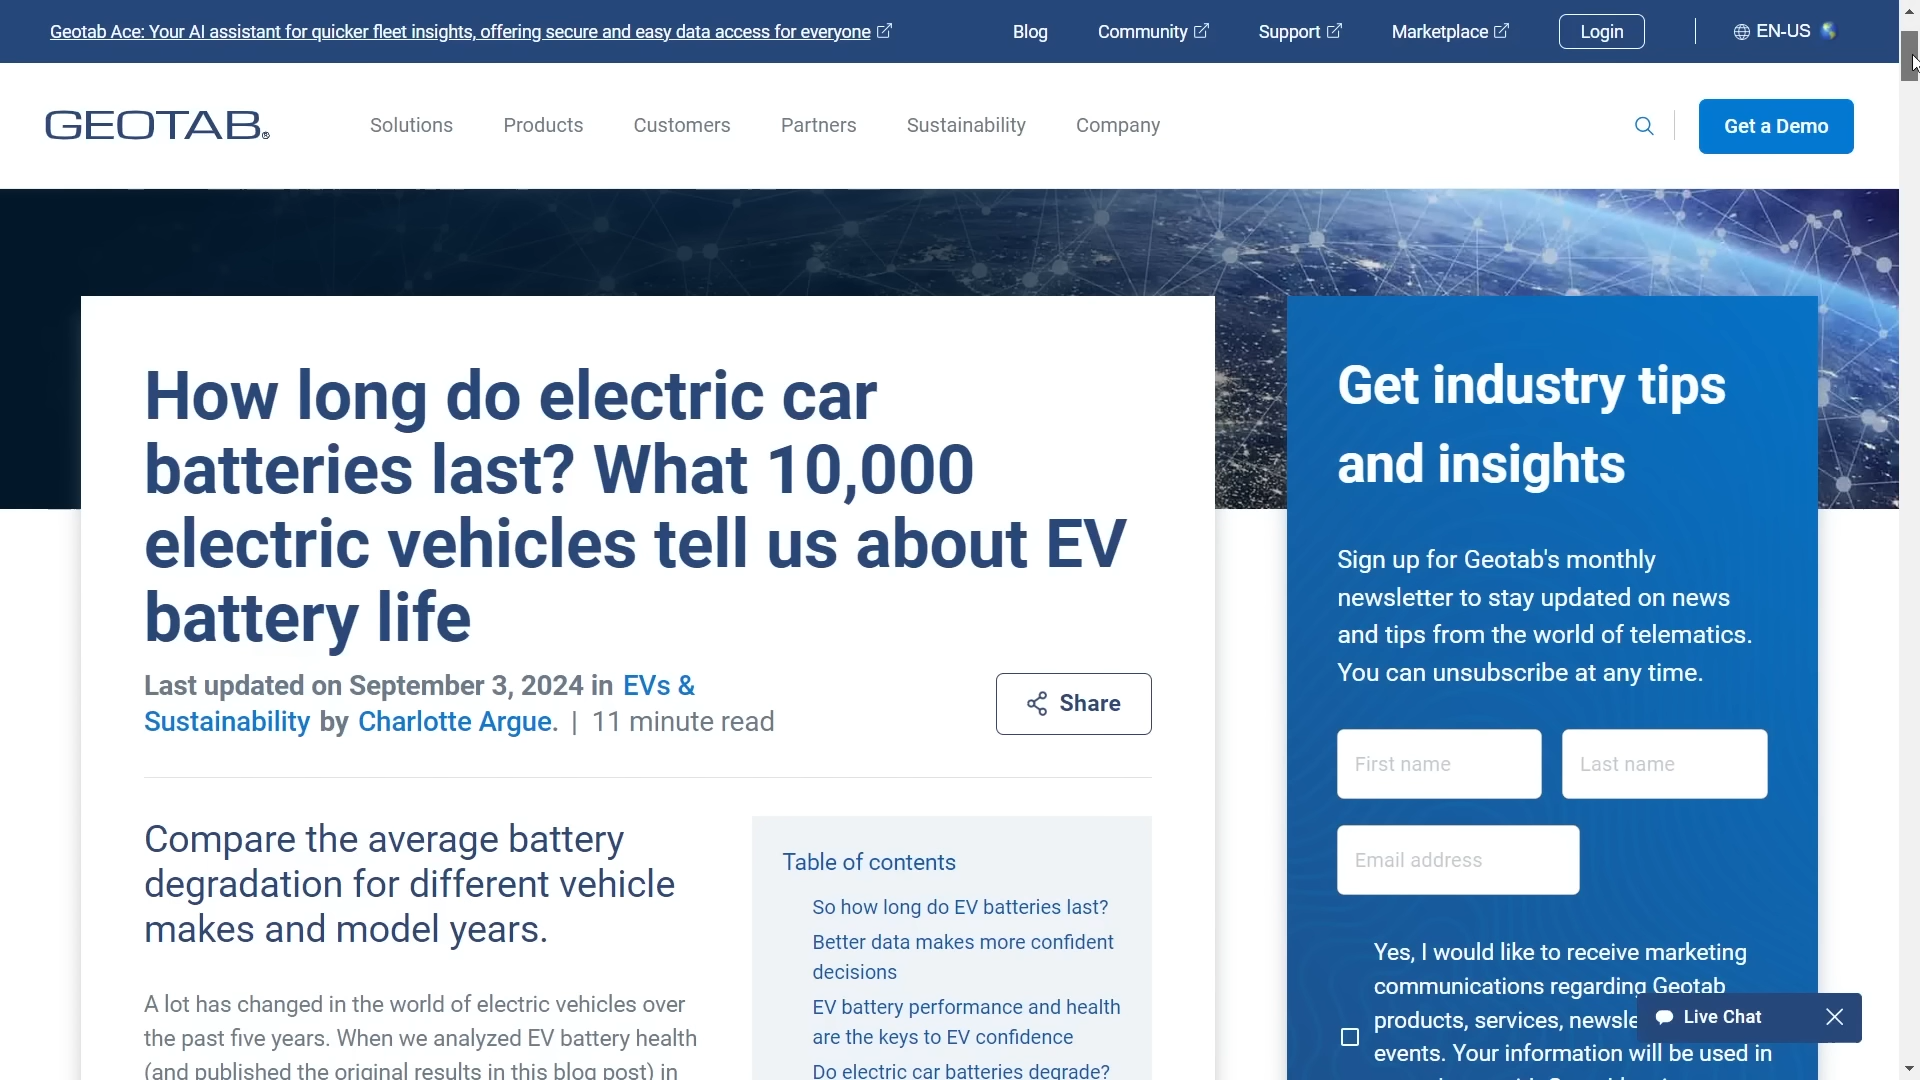 Geotab Ace: Your AI assistant for quicker fleet insights, offering secure and easy data access for everyone
Blog
Community
Support
Marketplace
Login
EN-US
GEOTAB®
Solutions
Products
Customers
Partners
Sustainability
Company
Get a Demo
How long do electric car
batteries last? What 10,000
electric vehicles tell us about EV
battery life
Last updated on September 3, 2024 in EVs &
Sustainability by Charlotte Argue. | 11 minute read
Share
Compare the average battery
degradation for different vehicle
makes and model years.
A lot has changed in the world of electric vehicles over
the past five years. When we analyzed EV battery health
(and published the original results in this blog post) in
Table of contents
So how long do EV batteries last?
Better data makes more confident
decisions
EV battery performance and health
are the keys to EV confidence
Do electric car batteries degrade?
Get industry tips
and insights
Sign up for Geotab's monthly
newsletter to stay updated on news
and tips from the world of telematics.
You can unsubscribe at any time.
First name
Last name
Email address
Yes, I would like to receive marketing
communications regarding Geotab
products, services, newsle
events. Your information will be used in
Live Chat